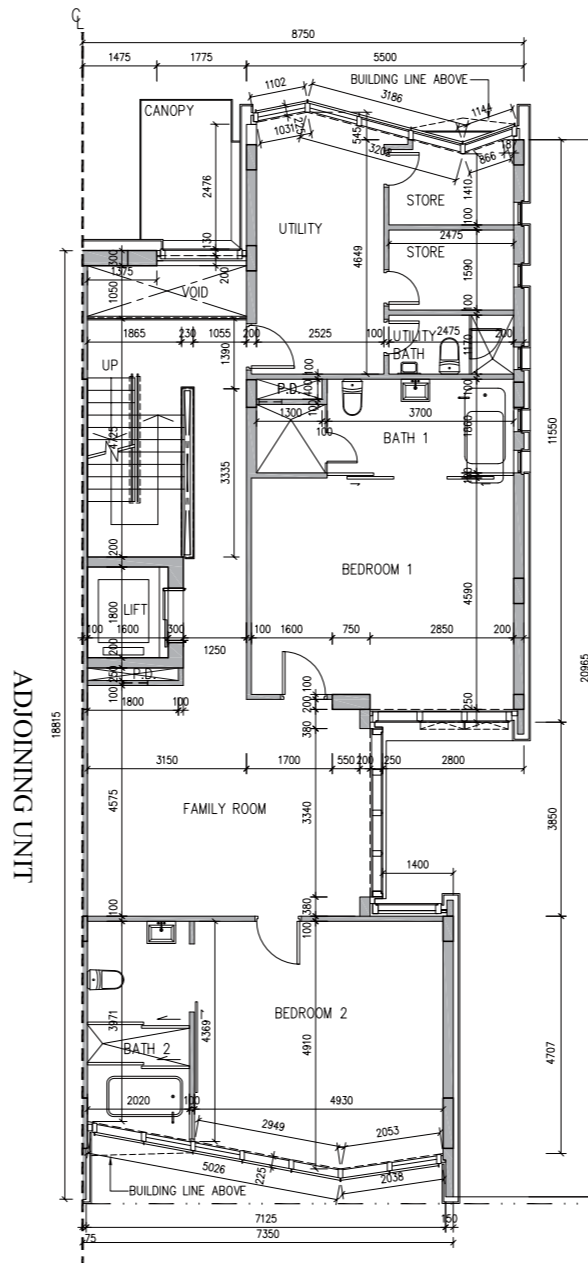 ℄
8750
1475 1775 5500
BUILDING LINE ABOVE
1102 3186 1144
CANOPY
225 545
1031 866 187
2476 1410
STORE
100
UTILITY 2475
STORE
130
300 4649 1590
1375 200
1050 VOID 100
1865 230 1055 200 2525 100 UTILITY BATH 2475 200
1390 1170
UP 100 100
P.D. 400
1300 100 3700
100 BATH 1
4725
3335
200 BEDROOM 1 11550
4590
1800 LIFT
100 1600 300 100 1600 750 2850 200
1250
200
250 P.D. 20965
100 100 250
1800 100 200
380
18815
3150 1700 550 200 250 2800
ADJOINING UNIT
4575 FAMILY ROOM 3340 3850
1400
100 380
100
BEDROOM 2
3971 4369 4910 4707
BATH 2
2020 100 4930
2949 2053
5026 225 2038
BUILDING LINE ABOVE
7125 150
75 7350